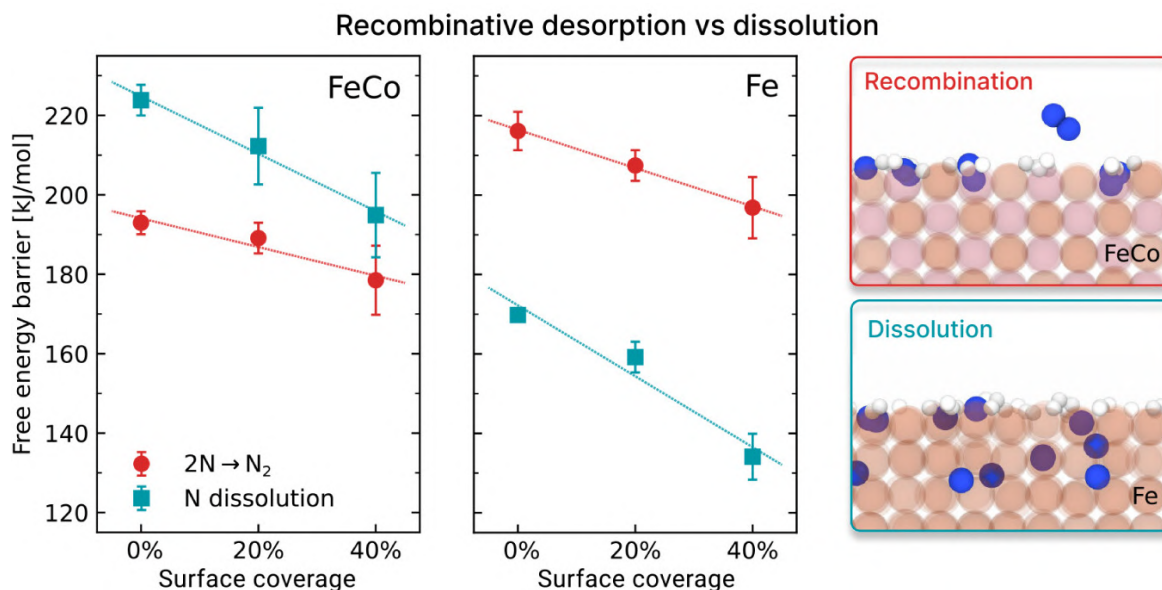 Recombinative desorption vs dissolution
Free energy barrier [kJ/mol]
220
200
180
160
140
120
FeCo
2N → N₂
N dissolution
0%
20%
40%
Surface coverage
Fe
0%
20%
40%
Surface coverage
Recombination
FeCo
Dissolution
Fe